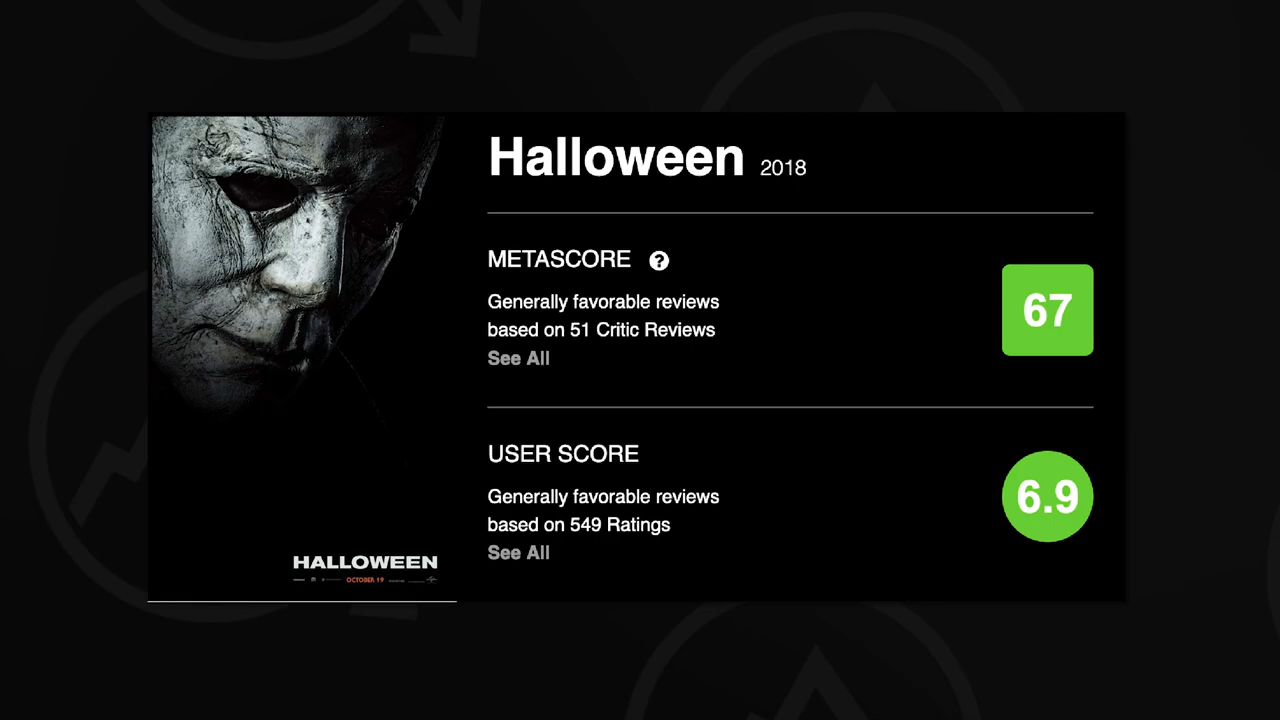 Halloween 2018
METASCORE ?
Generally favorable reviews
based on 51 Critic Reviews
See All
67
USER SCORE
Generally favorable reviews
based on 549 Ratings
See All
6.9
HALLOWEEN
OCTOBER 19